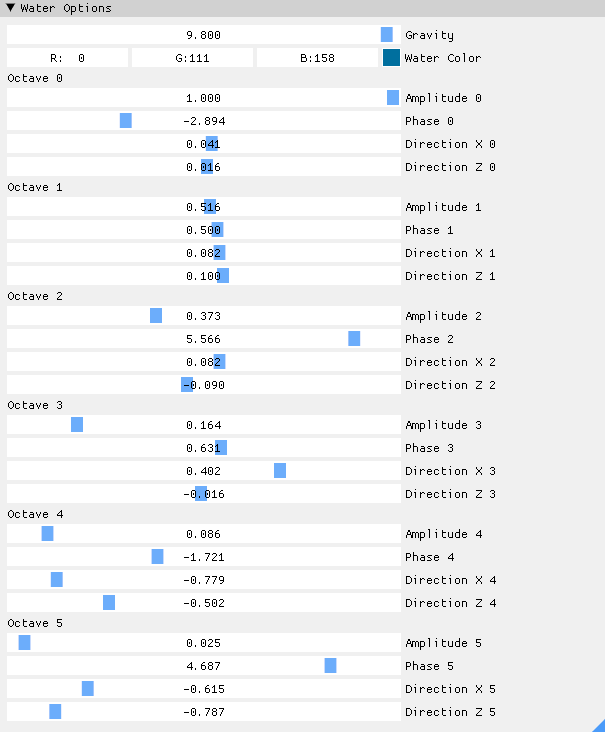 Water Options
9.800 Gravity
R: 0 G:111 B:158 Water Color
Octave 0
1.000 Amplitude 0
-2.894 Phase 0
0.041 Direction X 0
0.016 Direction Z 0
Octave 1
0.516 Amplitude 1
0.500 Phase 1
0.082 Direction X 1
0.100 Direction Z 1
Octave 2
0.373 Amplitude 2
5.566 Phase 2
0.082 Direction X 2
-0.090 Direction Z 2
Octave 3
0.164 Amplitude 3
0.631 Phase 3
0.402 Direction X 3
-0.016 Direction Z 3
Octave 4
0.086 Amplitude 4
-1.721 Phase 4
-0.779 Direction X 4
-0.502 Direction Z 4
Octave 5
0.025 Amplitude 5
4.687 Phase 5
-0.615 Direction X 5
-0.787 Direction Z 5